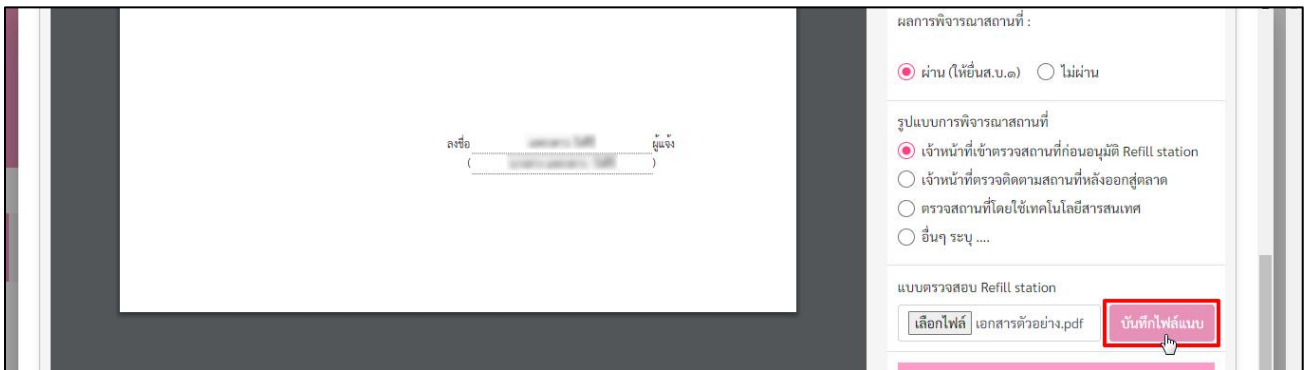 ลงชื่อ ผู้แจ้ง
( )
ผลการพิจารณาสถานที่ :
ผ่าน (ให้ยื่นส.บ.๑) ไม่ผ่าน
รูปแบบการพิจารณาสถานที่
เจ้าหน้าที่เข้าตรวจสถานที่ก่อนอนุมัติ Refill station
เจ้าหน้าที่ตรวจติดตามสถานที่หลังออกสู่ตลาด
ตรวจสถานที่โดยใช้เทคโนโลยีสารสนเทศ
อื่นๆ ระบุ ....
แบบตรวจสอบ Refill station
เลือกไฟล์ เอกสารตัวอย่าง.pdf บันทึกไฟล์แนบ